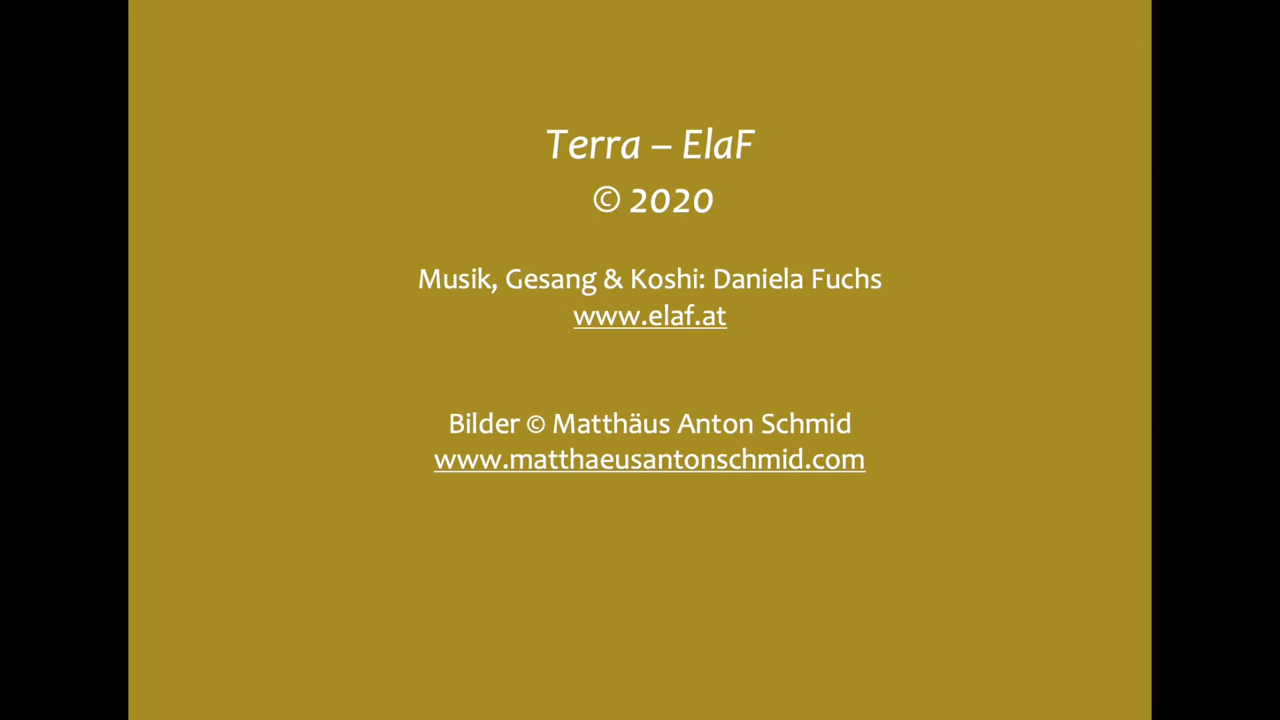 Terra – ElaF
© 2020
Musik, Gesang & Koshi: Daniela Fuchs
www.elaf.at
Bilder © Matthäus Anton Schmid
www.matthaeusantonschmid.com